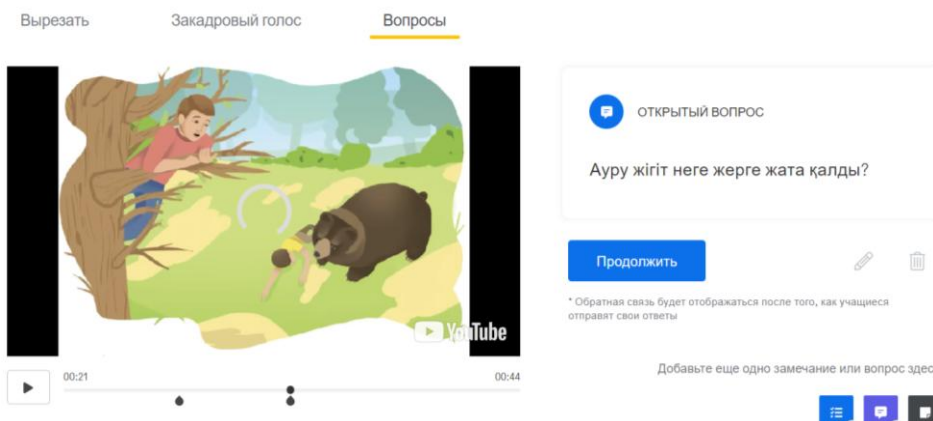 Вырезать Закадровый голос Вопросы
ОТКРЫТЫЙ ВОПРОС
Ауру жігіт неге жерге жата қалды?
Продолжить
* Обратная связь будет отображаться после того, как учащиеся
отправят свои ответы
YouTube
00:21 00:44
Добавьте еще одно замечание или вопрос здес